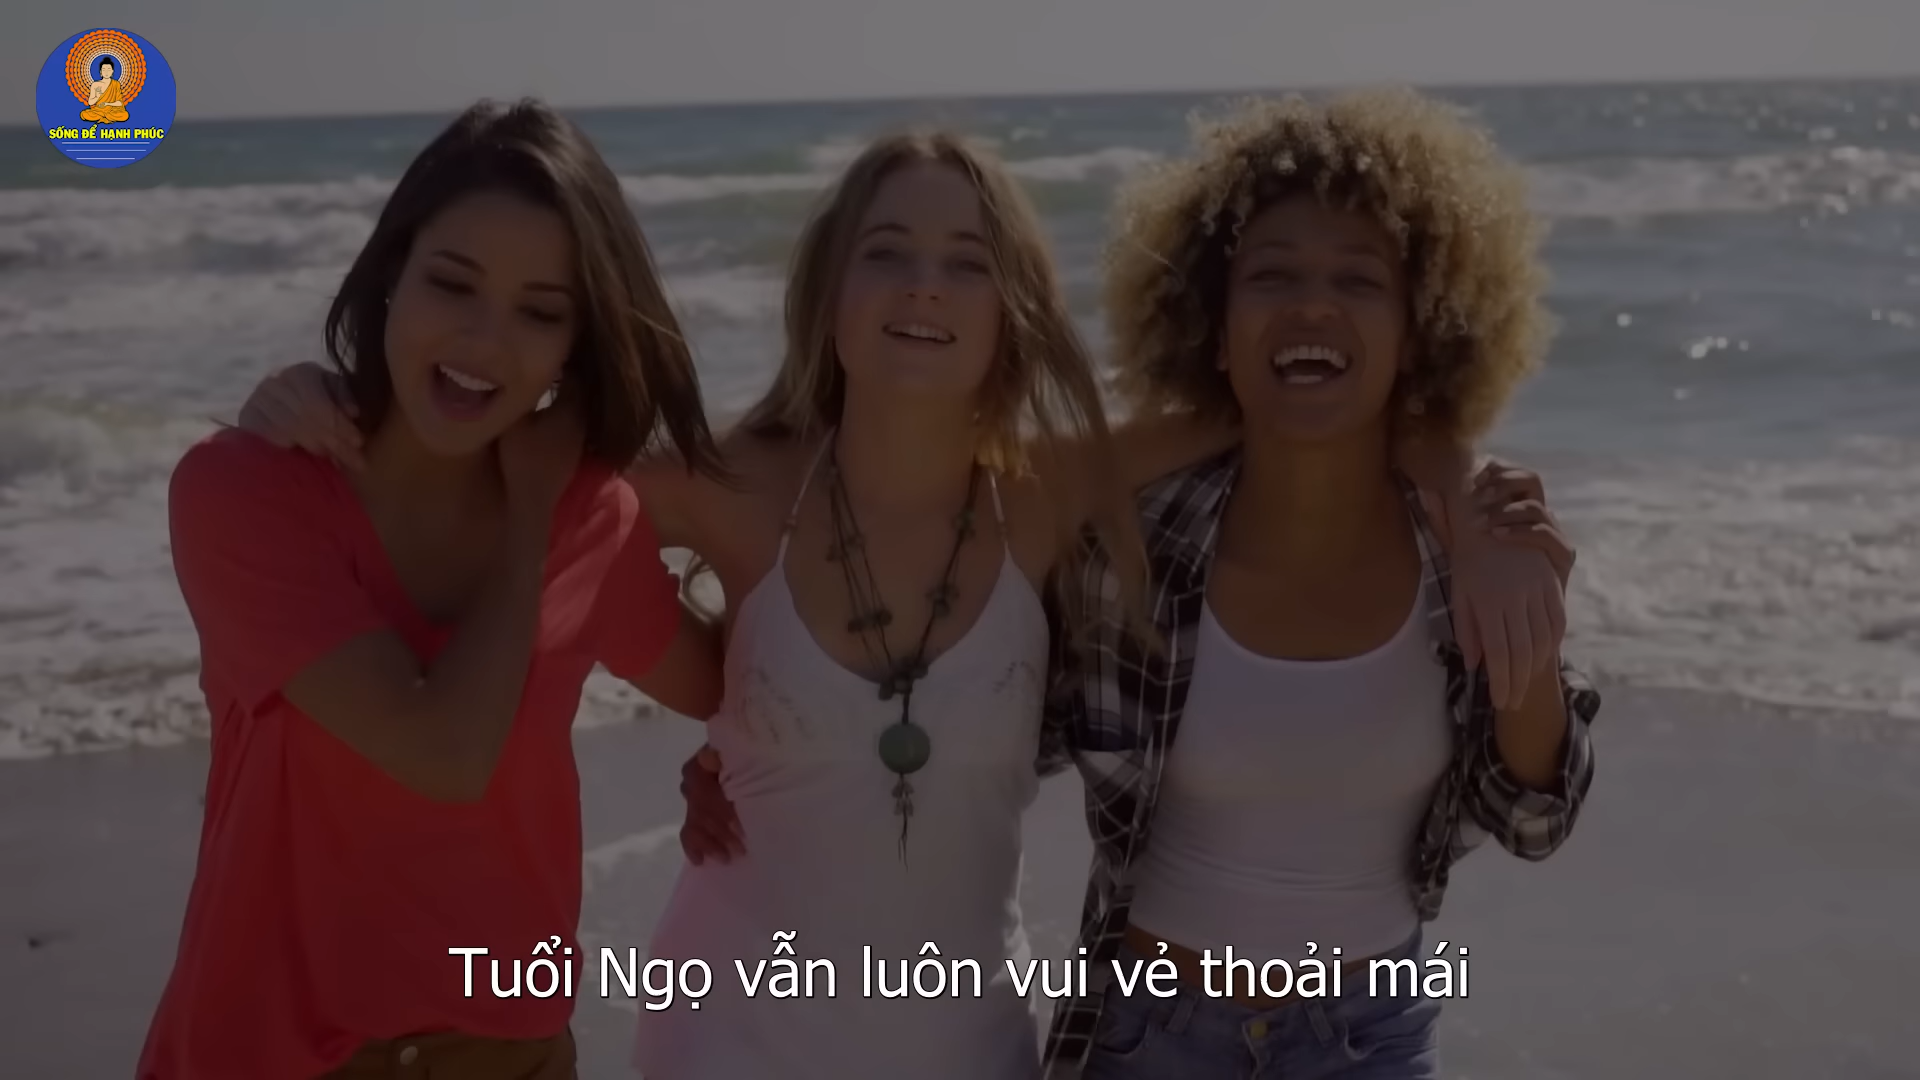 SỐNG ĐỂ HẠNH PHÚC
Tuổi Ngọ vẫn luôn vui vẻ thoải mái